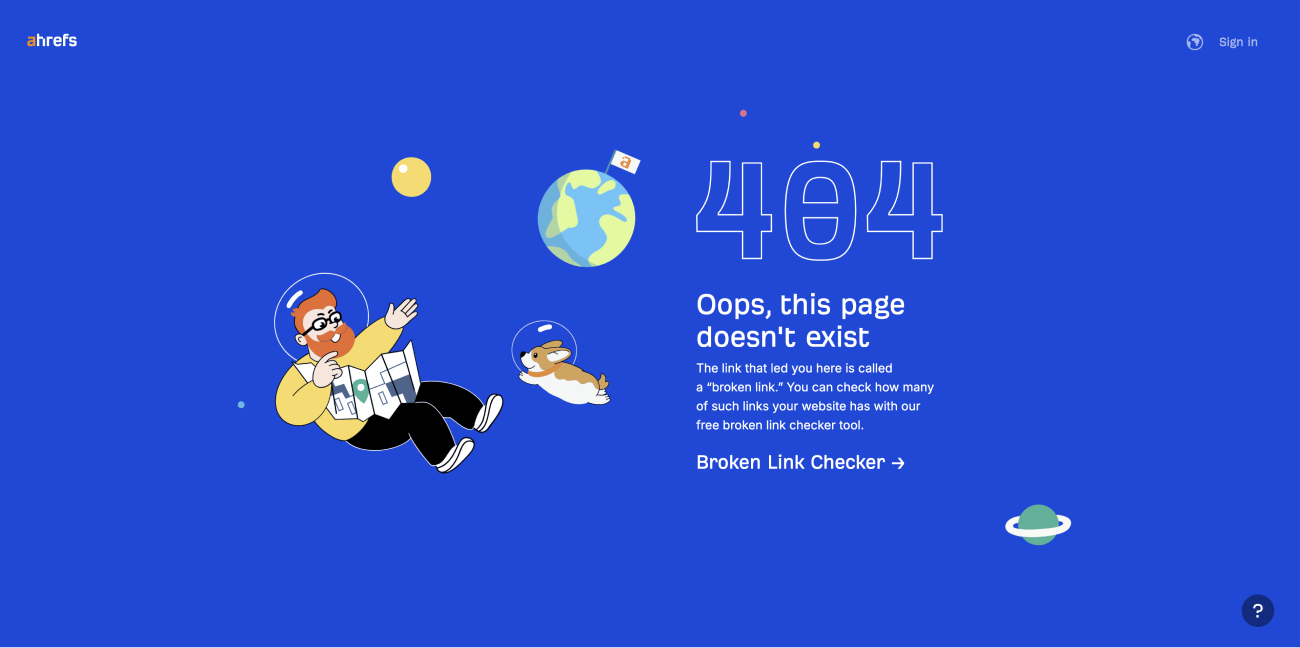 ahrefs
Sign in
a
404
Oops, this page
doesn't exist
The link that led you here is called
a “broken link.” You can check how many
of such links your website has with our
free broken link checker tool.
Broken Link Checker →
?